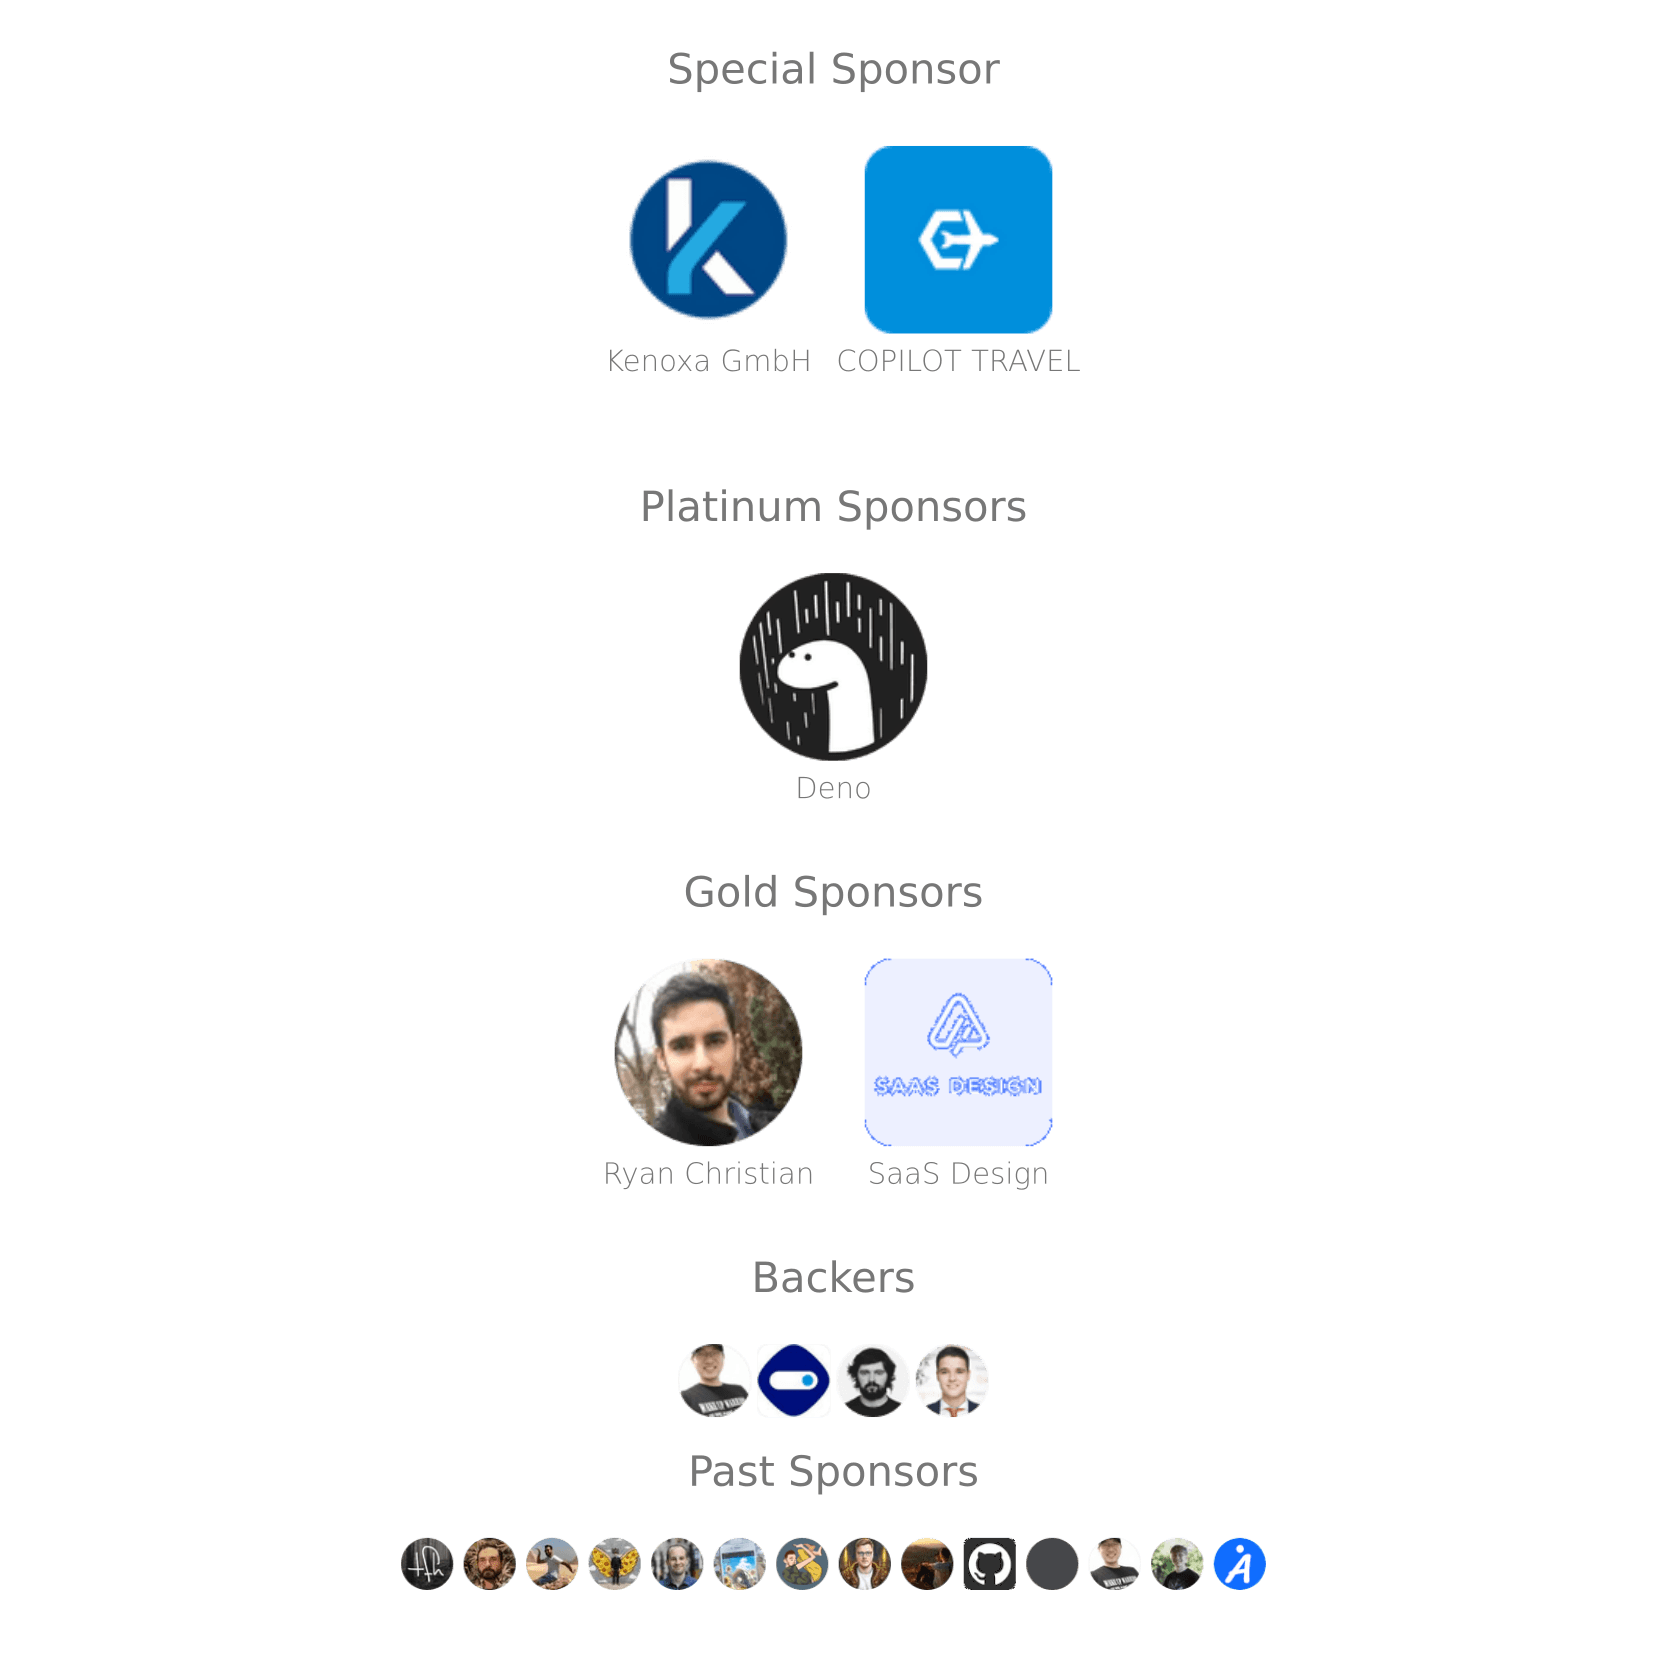 Special Sponsor
Kenoxa GmbH COPILOT TRAVEL
Platinum Sponsors
Deno
Gold Sponsors
SAAS DESIGN
Ryan Christian SaaS Design
Backers
Past Sponsors